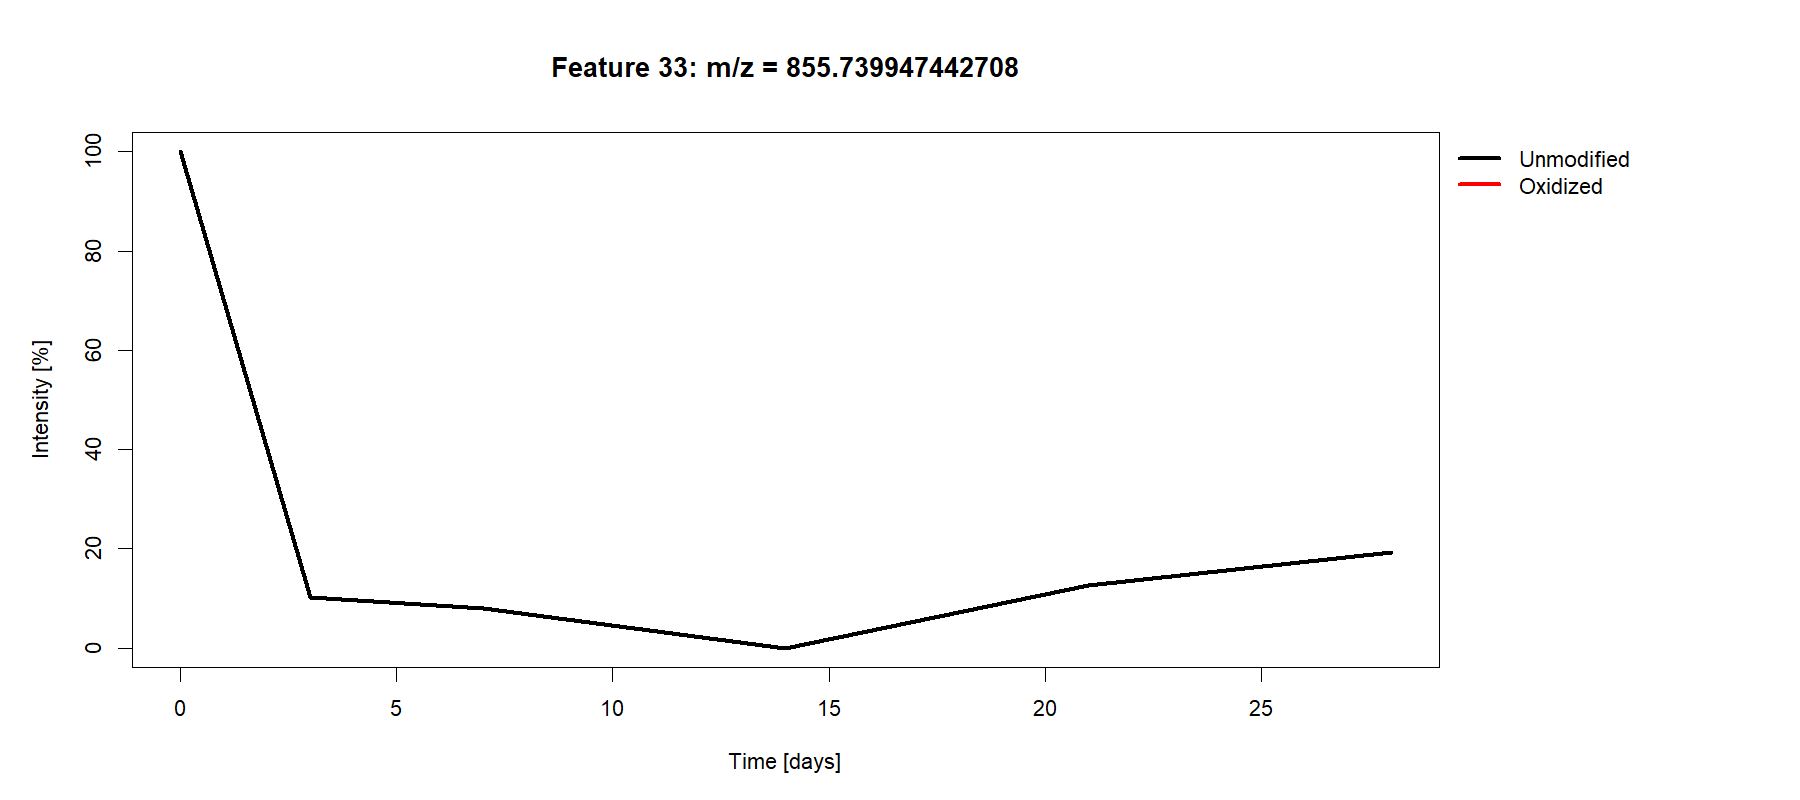 Feature 33: m/z = 855.739947442708
Unmodified
Oxidized
Intensity [%]
100
80
60
40
20
0
0 5 10 15 20 25
Time [days]